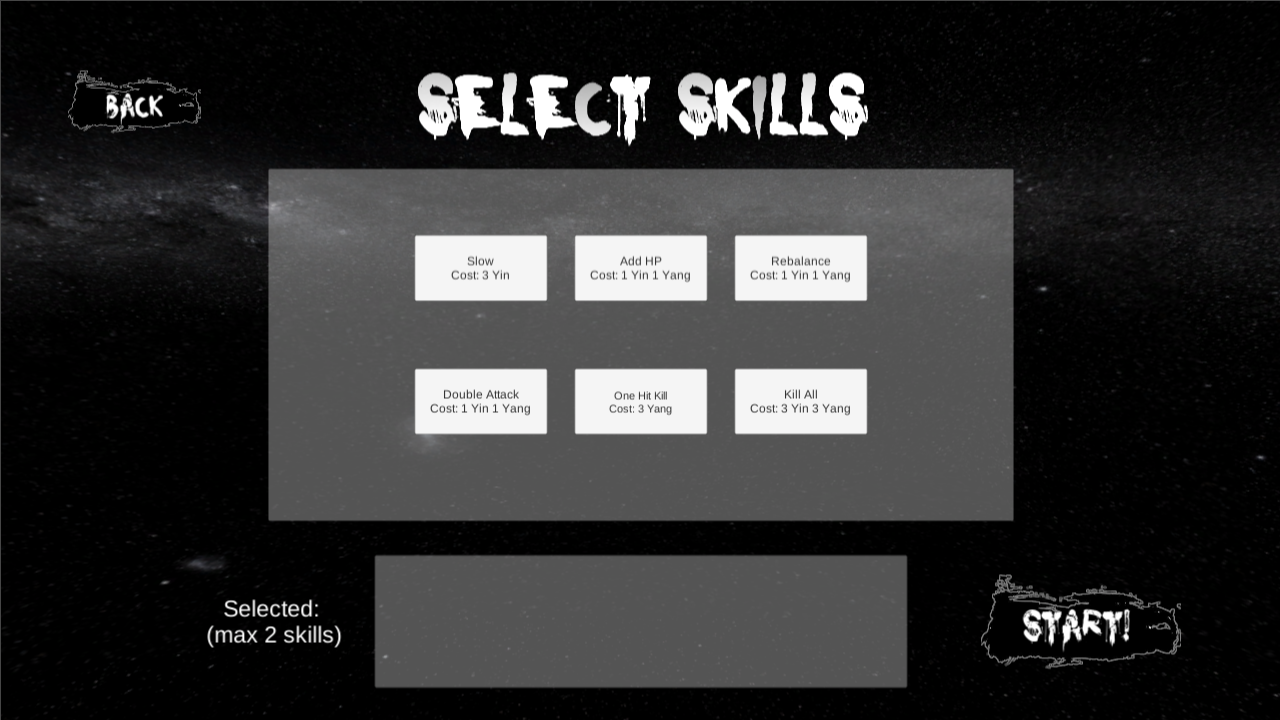 BACK
SELECT SKILLS
Slow
Cost: 3 Yin
Add HP
Cost: 1 Yin 1 Yang
Rebalance
Cost: 1 Yin 1 Yang
Double Attack
Cost: 1 Yin 1 Yang
One Hit Kill
Cost: 3 Yang
Kill All
Cost: 3 Yin 3 Yang
Selected:
(max 2 skills)
START!